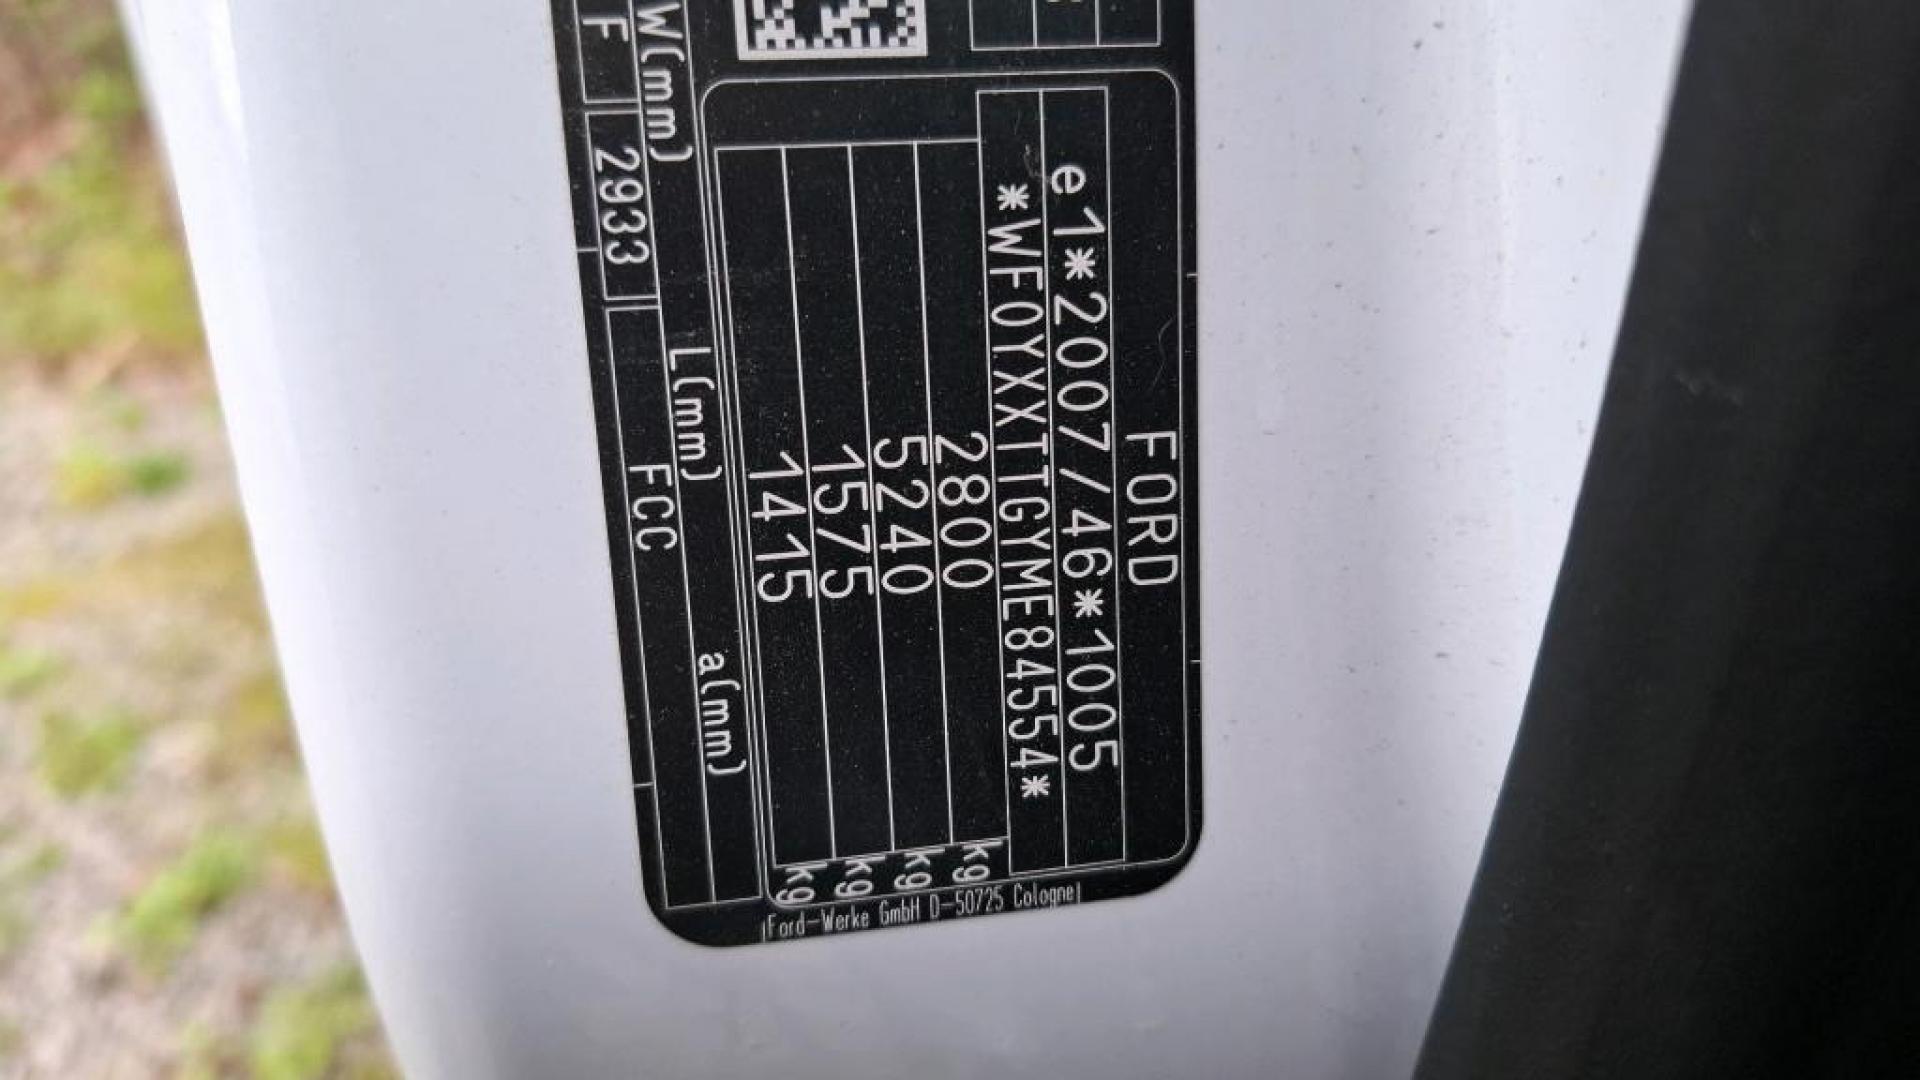 FORD
e1*2007/46*1005
*WF0YXXTTGYME84554*
2800 kg
5240 kg
1575 kg
1415 kg
W(mm) L(mm) a(mm)
F 2933 FCC
Ford-Werke GmbH D-50725 Cologne